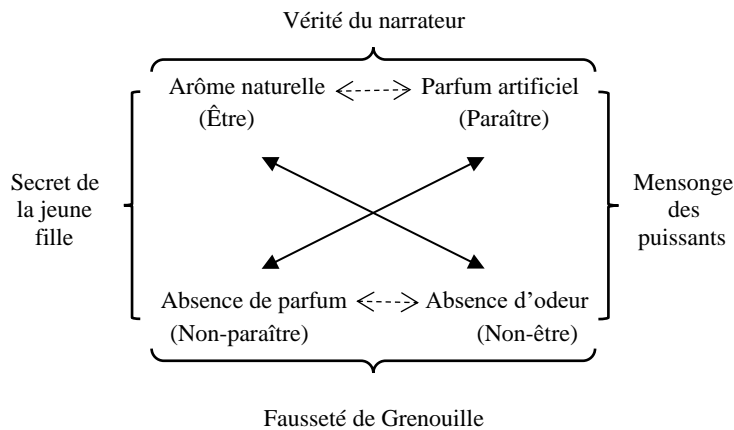 Vérité du narrateur
Arôme naturelle Parfum artificiel
(Être) (Paraître)
Secret de
la jeune
fille
Mensonge
des
puissants
Absence de parfum Absence d’odeur
(Non-paraître) (Non-être)
Fausseté de Grenouille